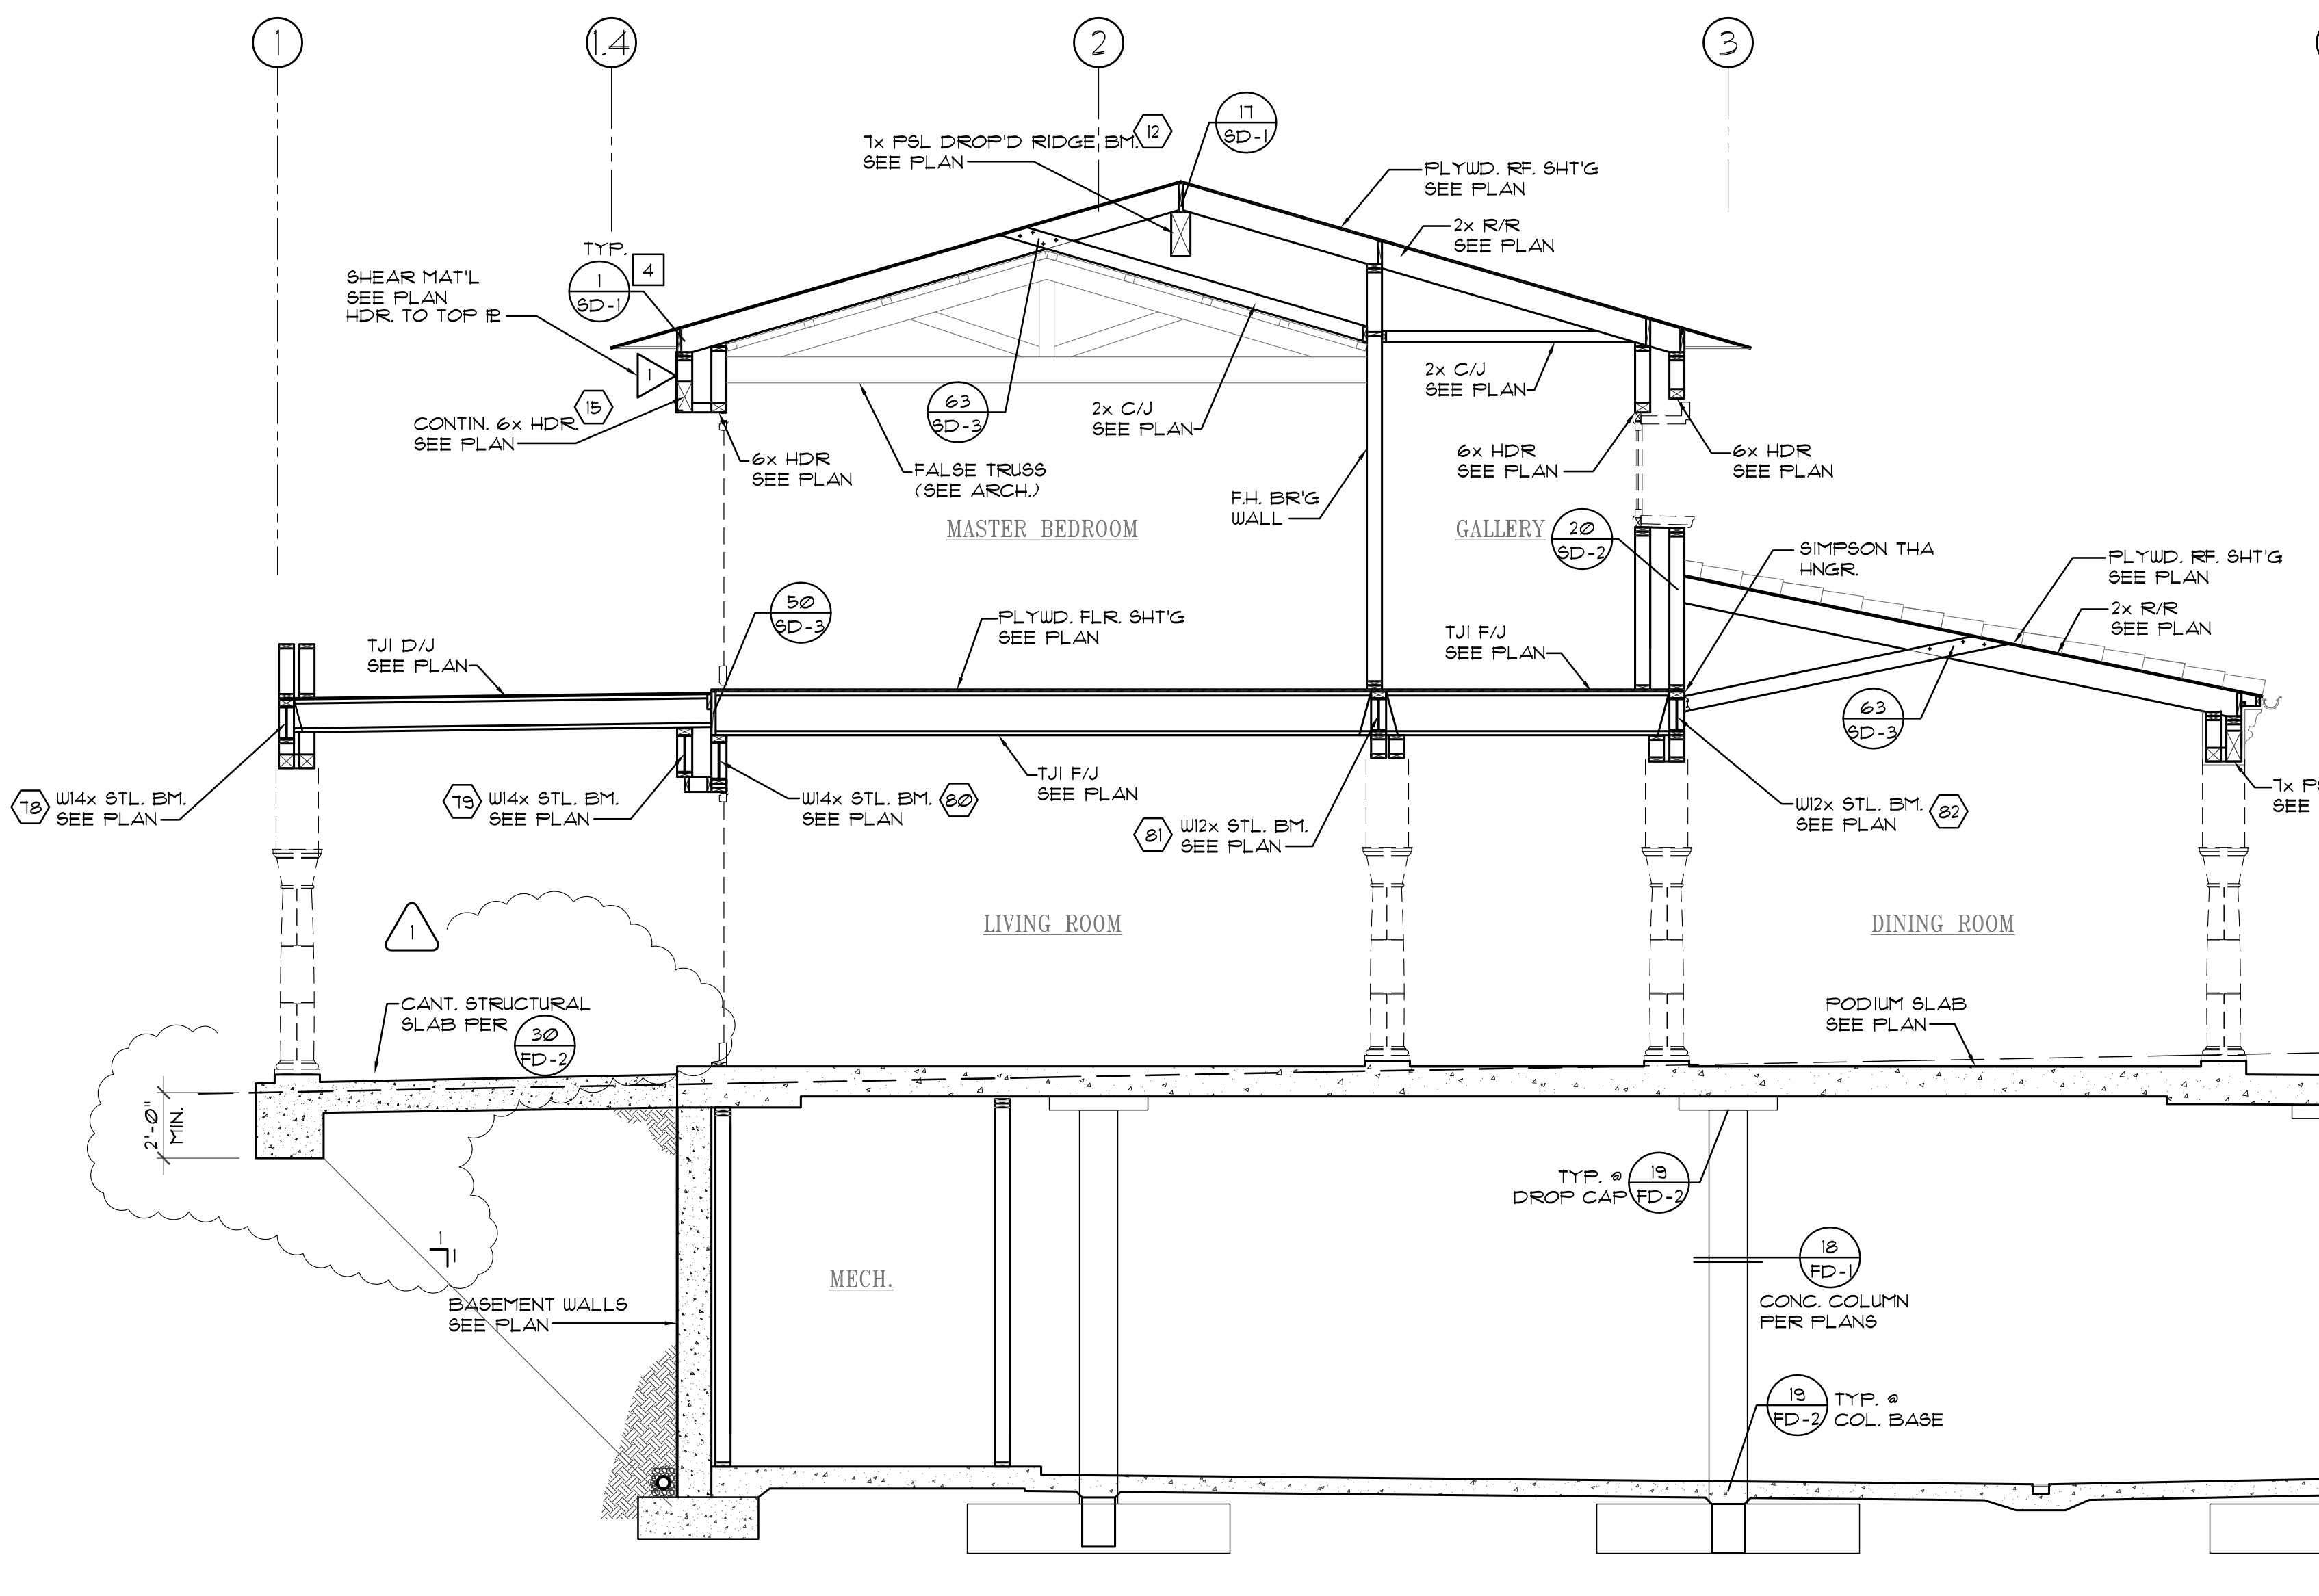 1
1.4
2
3
7x PSL DROP'D RIDGE BM.
SEE PLAN
12
17
SD-1
PLYWD. RF. SHT'G
SEE PLAN
2x R/R
SEE PLAN
TYP.
1
SD-1
4
SHEAR MAT'L
SEE PLAN
HDR. TO TOP PL
1
CONTIN. 6x HDR.
SEE PLAN
15
6x HDR
SEE PLAN
63
SD-3
FALSE TRUSS
(SEE ARCH.)
2x C/J
SEE PLAN
2x C/J
SEE PLAN
6x HDR
SEE PLAN
6x HDR
SEE PLAN
F.H. BR'G
WALL
MASTER BEDROOM
GALLERY
20
SD-2
SIMPSON THA
HNGR.
PLYWD. RF. SHT'G
SEE PLAN
2x R/R
SEE PLAN
50
SD-3
PLYWD. FLR. SHT'G
SEE PLAN
TJI F/J
SEE PLAN
TJI D/J
SEE PLAN
63
SD-3
78
W14x STL. BM.
SEE PLAN
79
W14x STL. BM.
SEE PLAN
W14x STL. BM.
SEE PLAN
80
TJI F/J
SEE PLAN
81
W12x STL. BM.
SEE PLAN
W12x STL. BM.
SEE PLAN
82
7x
SEE
1
LIVING ROOM
DINING ROOM
CANT. STRUCTURAL
SLAB PER
30
FD-2
PODIUM SLAB
SEE PLAN
2'-0"
MIN.
TYP. @
DROP CAP
19
FD-2
1
1
18
FD-1
CONC. COLUMN
PER PLANS
MECH.
BASEMENT WALLS
SEE PLAN
19
FD-2
TYP. @
COL. BASE